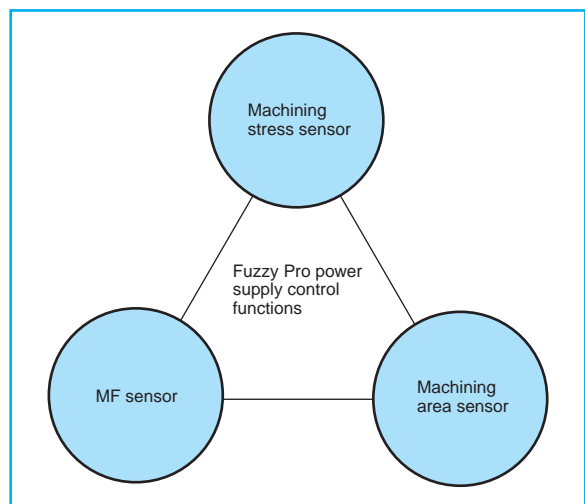 Machining
stress sensor
Fuzzy Pro power
supply control
functions
MF sensor
Machining
area sensor